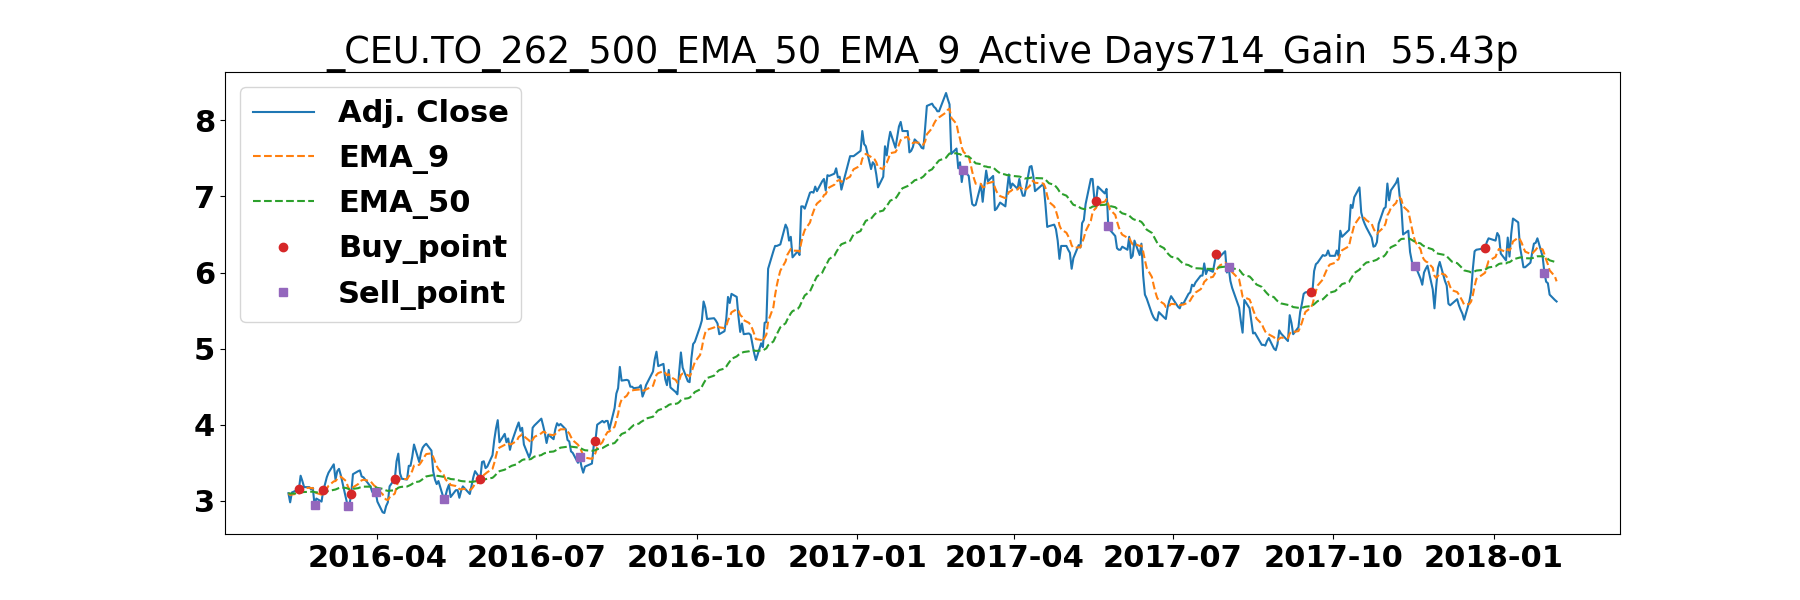 _CEU.TO_262_500_EMA_50_EMA_9_Active Days714_Gain  55.43p
Adj. Close
EMA_9
EMA_50
Buy_point
Sell_point
8
7
6
5
4
3
2016-04 2016-07 2016-10 2017-01 2017-04 2017-07 2017-10 2018-01